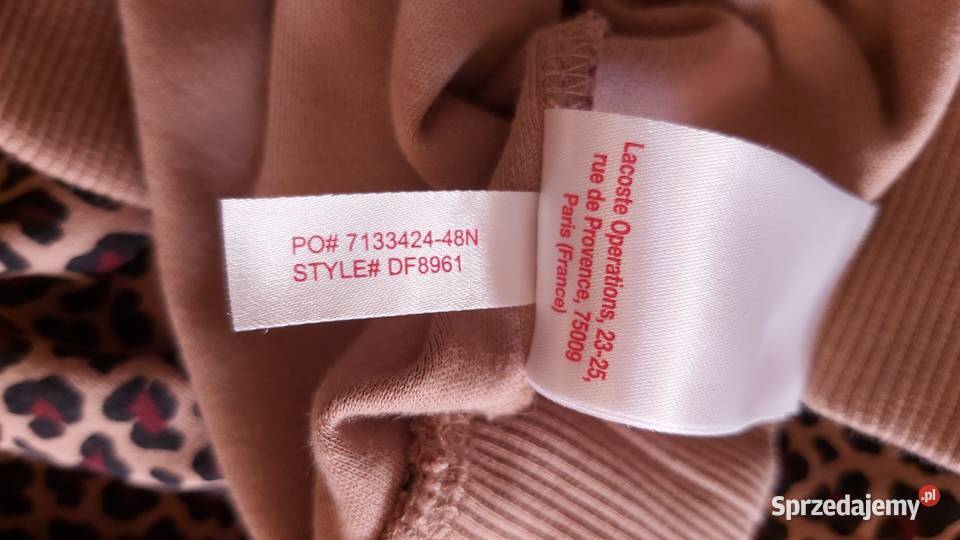 PO# 7133424-48N
STYLE# DF8961
Lacoste Operations, 23-25,
rue de Provence, 75009
Paris (France)
Sprzedajemy.pl